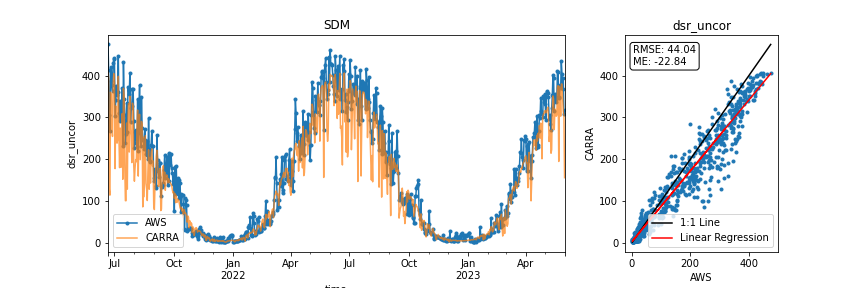 SDM
dsr_uncor
400
300
200
100
0
dsr_uncor
AWS
CARRA
Jul
Oct
Jan
2022
Apr
Jul
Oct
Jan
2023
Apr
time
dsr_uncor
RMSE: 44.04
ME: -22.84
400
300
200
100
0
CARRA
1:1 Line
Linear Regression
0
200
400
AWS